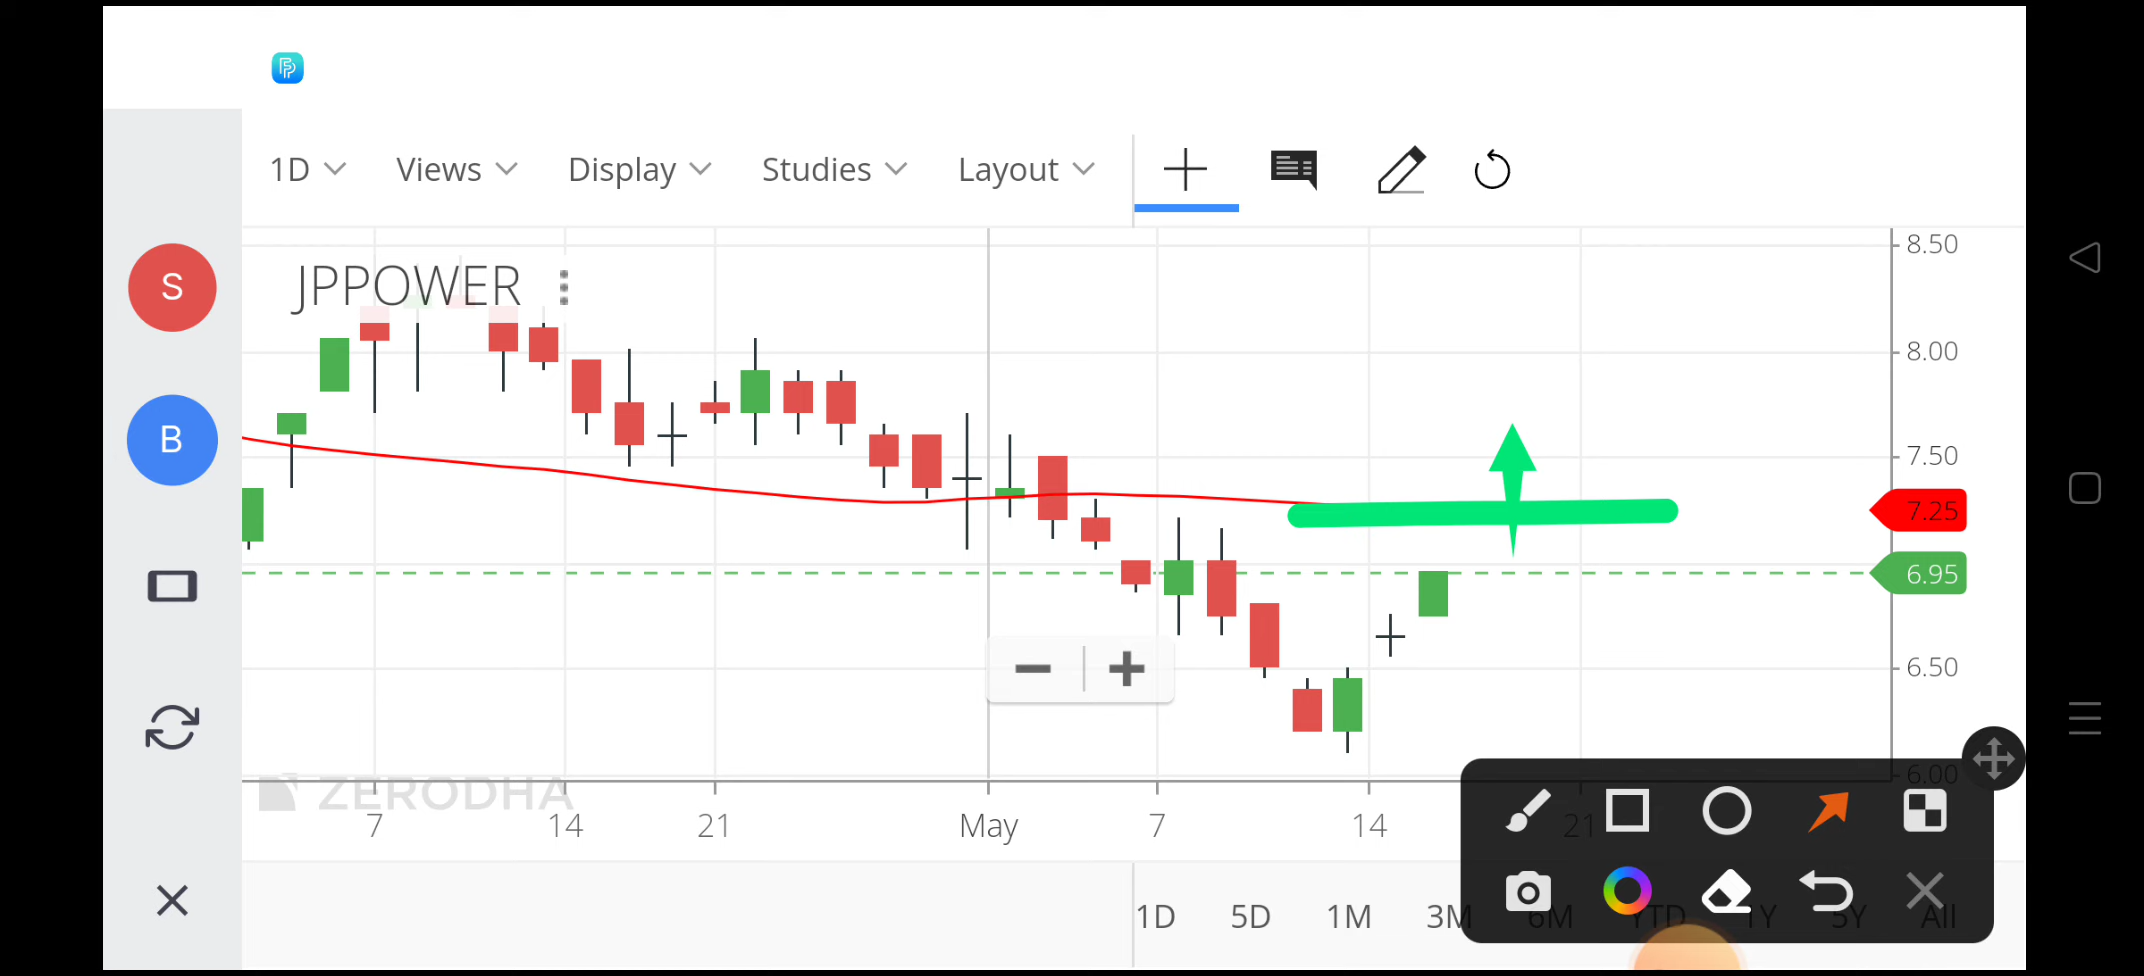 1D Views Display Studies Layout
JPPOWER
8.50
8.00
7.50
7.25
6.95
6.50
6.00
S
B
ZERODHA
7 14 21 May 7 14 21
1D 5D 1M 3M 6M YTD 1Y 5Y All